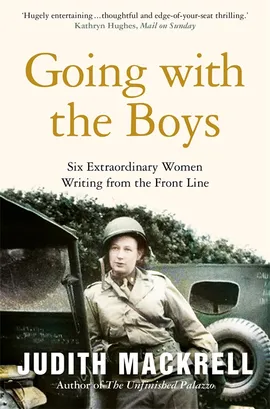 ‘Hugely entertaining ...thoughtful and edge-of-your-seat thrilling.’
Kathryn Hughes, Mail on Sunday
Going with
the Boys
Six Extraordinary Women
Writing from the Front Line
JUDITH MACKRELL
Author of The Unfinished Palazzo